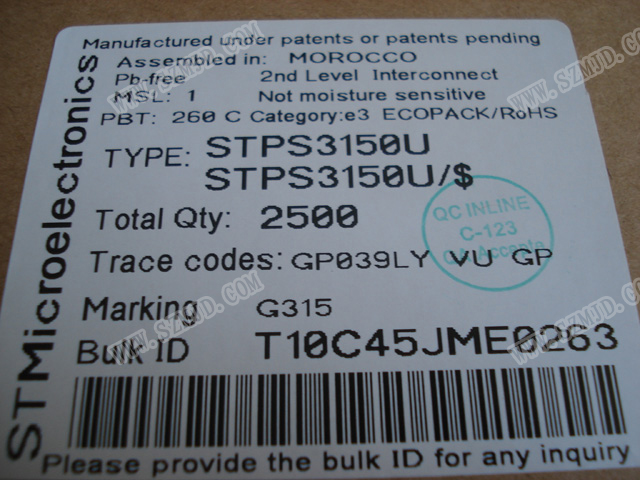 Manufactured under patents or patents pending
Assembled in: MOROCCO
Pb-free 2nd Level Interconnect
MSL: 1 Not moisture sensitive
PBT: 260 C Category:e3 ECOPACK/RoHS
TYPE: STPS3150U
STPS3150U/$
Total Qty: 2500
QC INLINE
C-123
Trace codes: GP039LY VU GP
Marking G315
Bulk ID T10C45JME0263
Please provide the bulk ID for any inquiry
STMicroelectronics
WWW.SZMJD.COM
WWW.SZMJD.COM
WWW.SZMJD.COM
WWW.SZMJD.COM